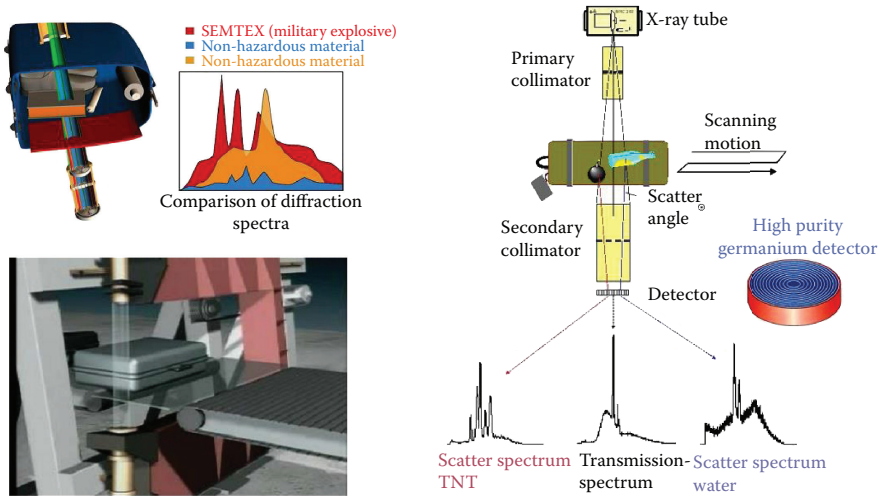 SEMTEX (military explosive)
Non-hazardous material
Non-hazardous material
Comparison of diffraction
spectra
X-ray tube
Primary
collimator
Scanning
motion
Scatter
angle
Secondary
collimator
High purity
germanium detector
Detector
Scatter spectrum
TNT
Transmission-
spectrum
Scatter spectrum
water